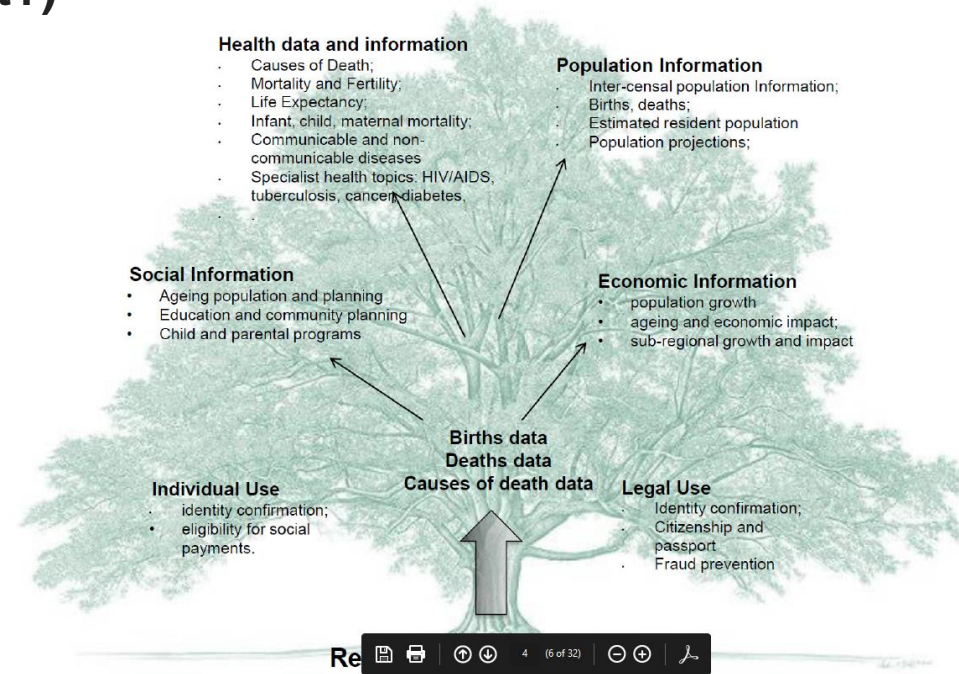 Health data and information
· Causes of Death;
· Mortality and Fertility;
· Life Expectancy;
· Infant, child, maternal mortality;
· Communicable and non-
communicable diseases
· Specialist health topics: HIV/AIDS,
tuberculosis, cancer, diabetes,
· .
Population Information
· Inter-censal population Information;
· Births, deaths;
· Estimated resident population
· Population projections;
Social Information
• Ageing population and planning
• Education and community planning
• Child and parental programs
Economic Information
• population growth
• ageing and economic impact;
• sub-regional growth and impact
Births data
Deaths data
Causes of death data
Individual Use
· identity confirmation;
• eligibility for social
payments.
Legal Use
· Identity confirmation;
· Citizenship and
passport
· Fraud prevention
Re
4 (6 of 32)